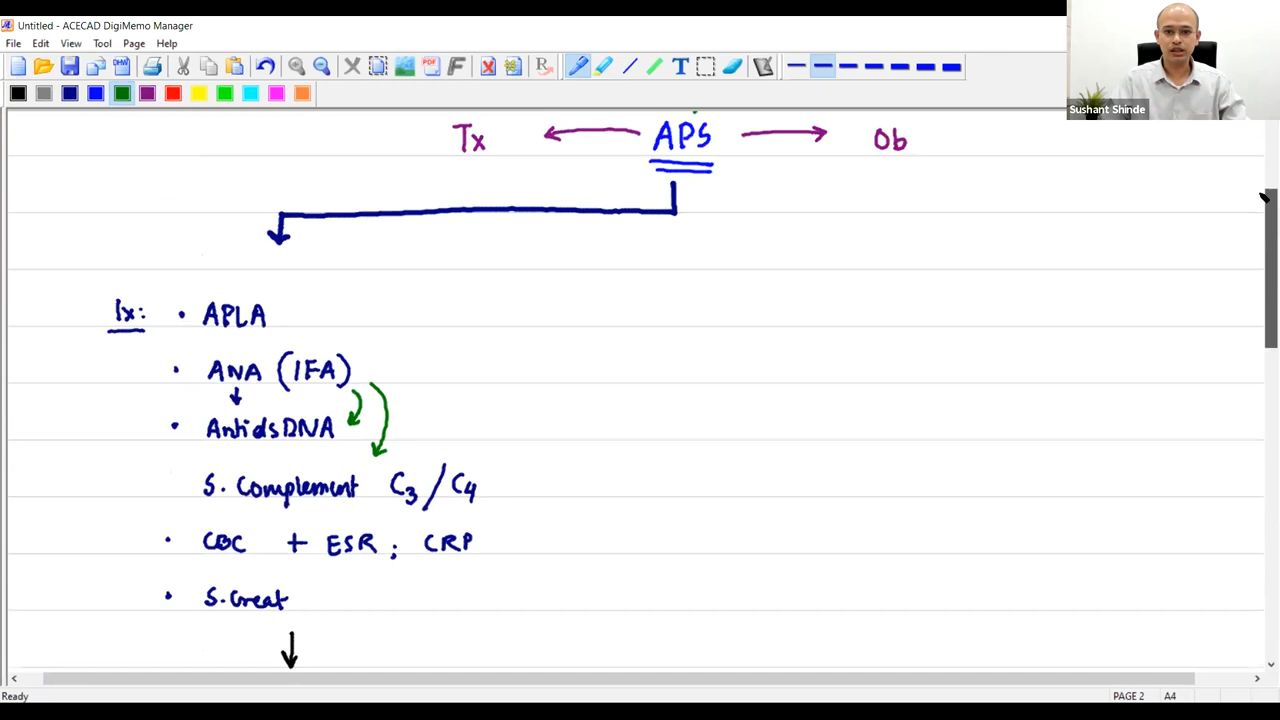 Untitled - ACECAD DigiMemo Manager
File Edit View Tool Page Help
Sushant Shinde
Tx ← APS → Ob
Ix: • APLA
• ANA (IFA)
• AntidsDNA
S. Complement C3/C4
• CBC + ESR ; CRP
• S.Creat
Ready PAGE 2 A4